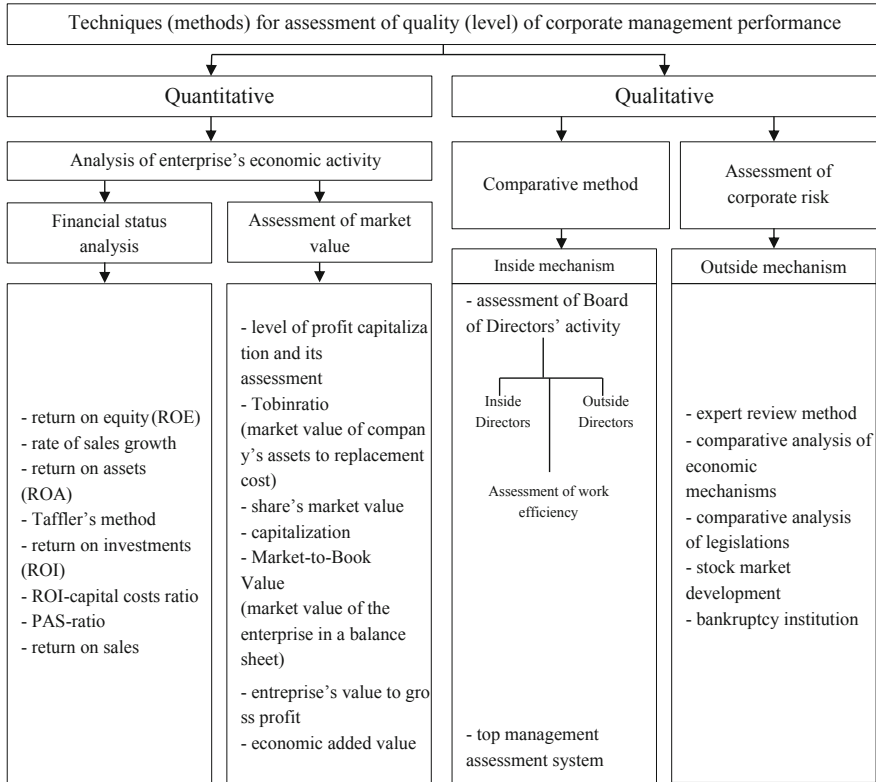 Techniques (methods) for assessment of quality (level) of corporate management performance
Quantitative
Qualitative
Analysis of enterprise's economic activity
Comparative method
Assessment of
corporate risk
Financial status
analysis
Assessment of market
value
Inside mechanism
Outside mechanism
- return on equity (ROE)
- rate of sales growth
- return on assets
(ROA)
- Taffler's method
- return on investments
(ROI)
- ROI-capital costs ratio
- PAS-ratio
- return on sales
- level of profit capitaliza
tion and its
assessment
- Tobinratio
(market value of compan
y's assets to replacement
cost)
- share's market value
- capitalization
- Market-to-Book
Value
(market value of the
enterprise in a balance
sheet)
- entreprise's value to gro
ss profit
- economic added value
- assessment of Board
of Directors' activity
Inside
Directors
Outside
Directors
Assessment of work
efficiency
- top management
assessment system
- expert review method
- comparative analysis of
economic
mechanisms
- comparative analysis
of legislations
- stock market
development
- bankruptcy institution